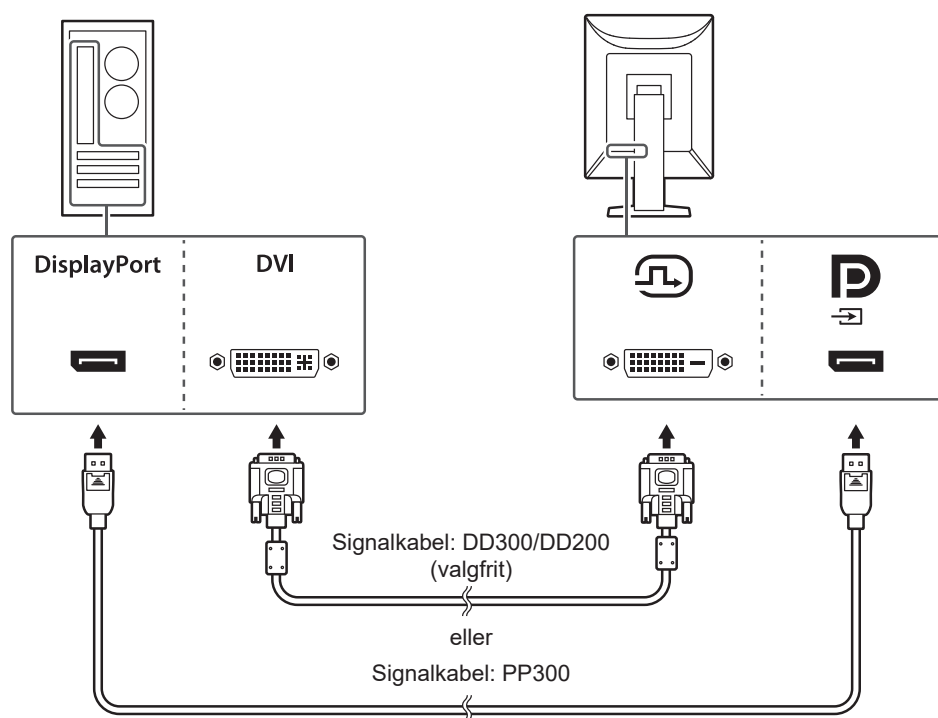 DisplayPort
DVI
Signalkabel: DD300/DD200
(valgfrit)
eller
Signalkabel: PP300